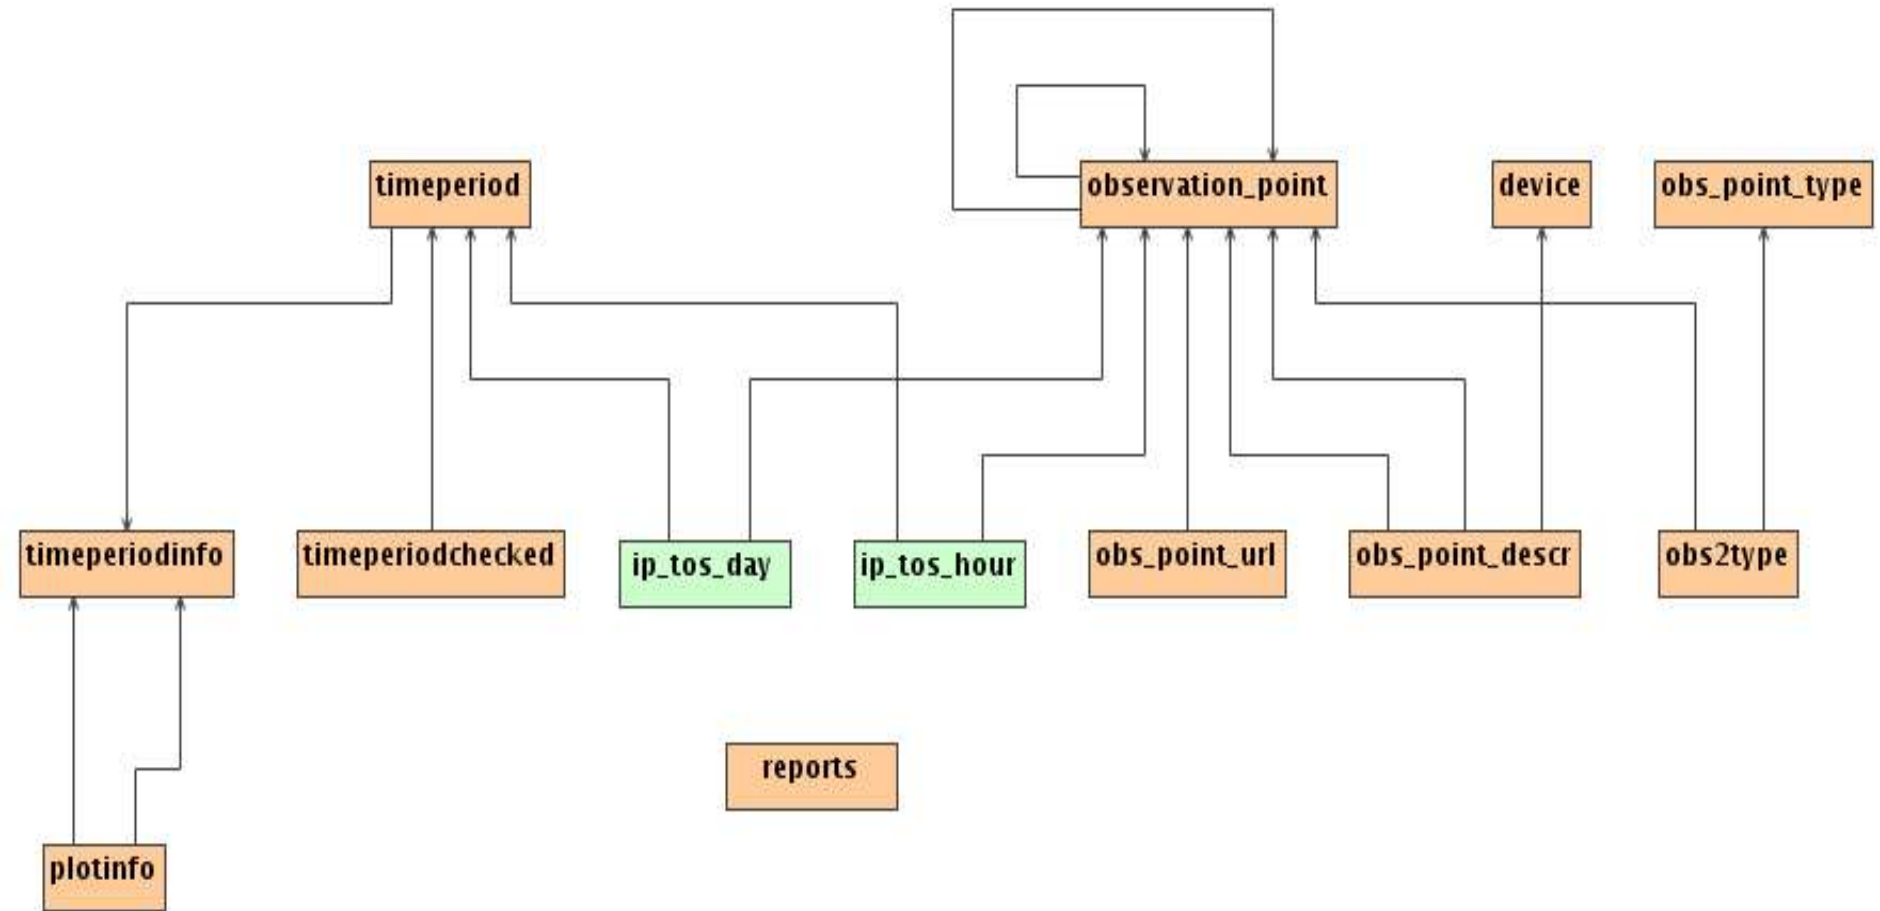 timeperiod
observation_point
device
obs_point_type
timeperiodinfo
timeperiodchecked
ip_tos_day
ip_tos_hour
obs_point_url
obs_point_descr
obs2type
reports
plotinfo